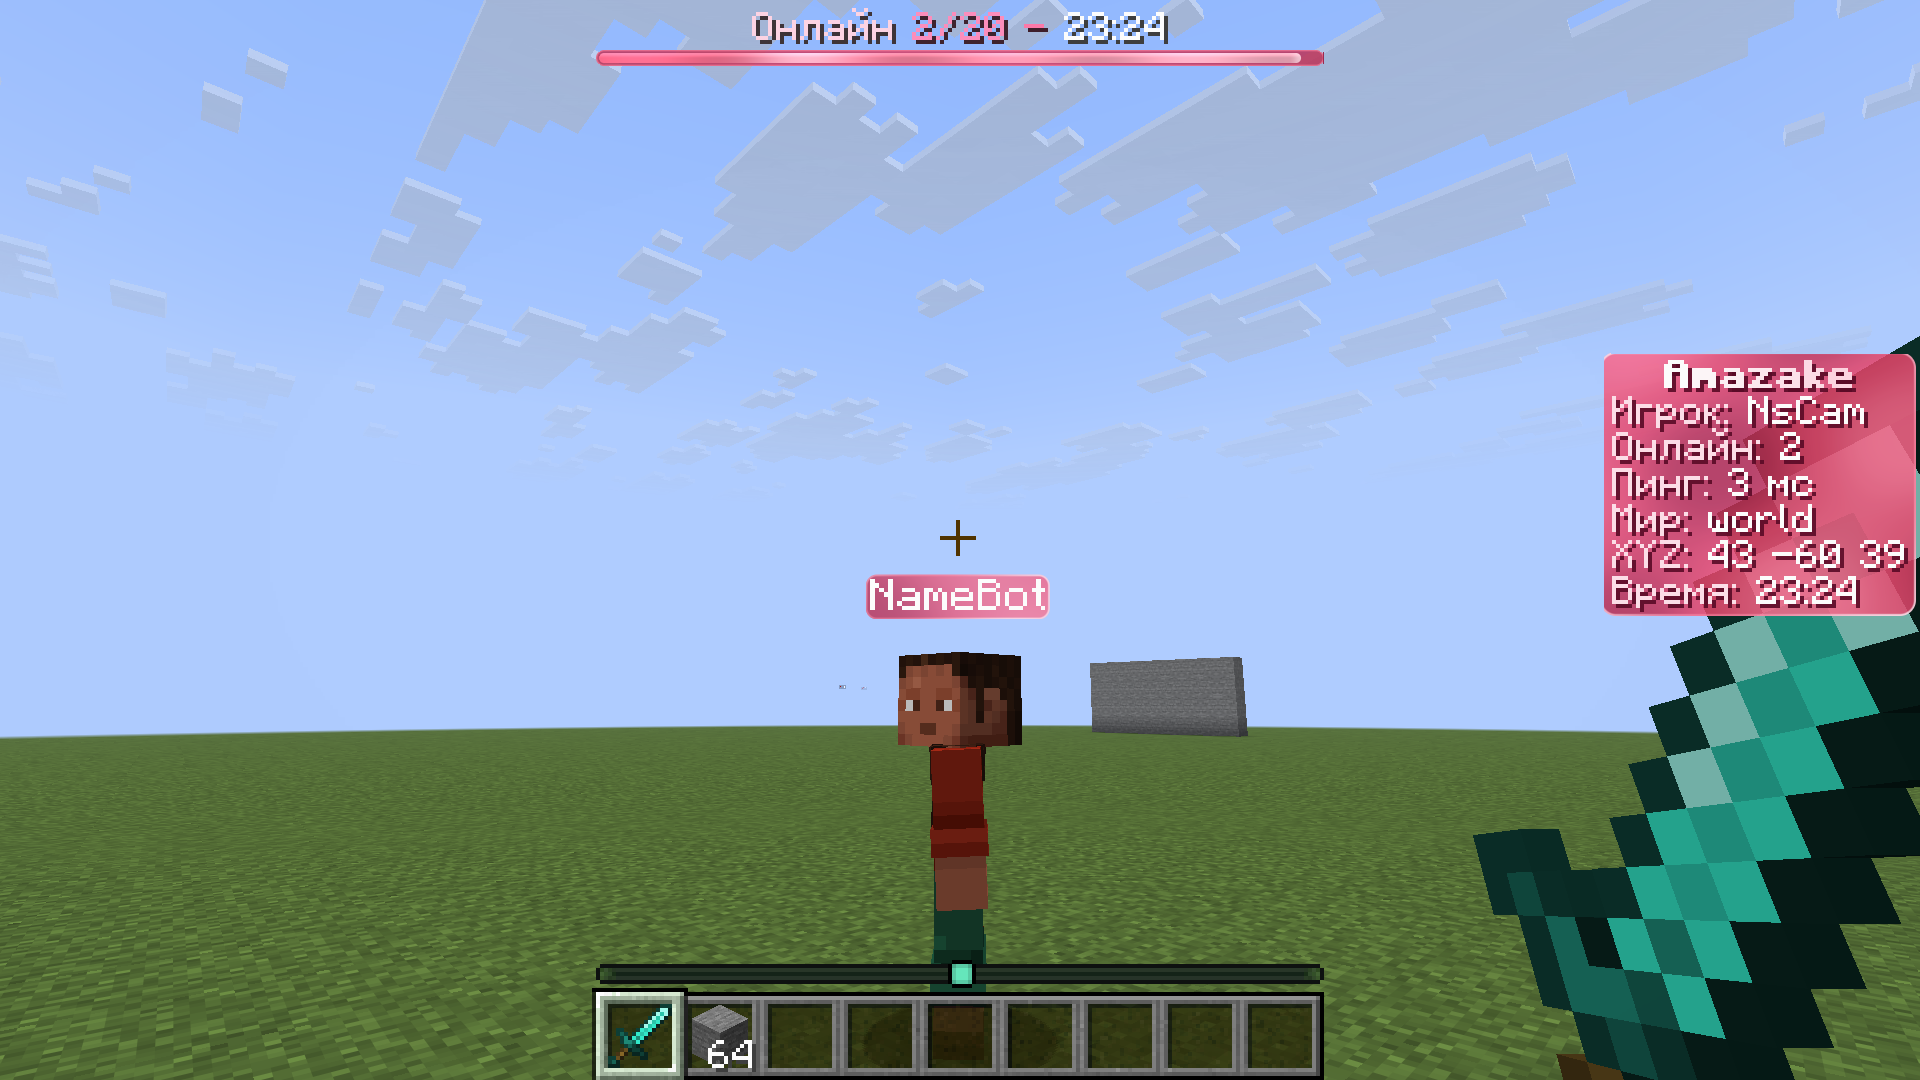 Онлайн 2/20 - 23:24
Amazake
Игрок: NsCam
Онлайн: 2
Пинг: 3 мс
Мир: world
XYZ: 43 -60 39
Время: 23:24
NameBot
64